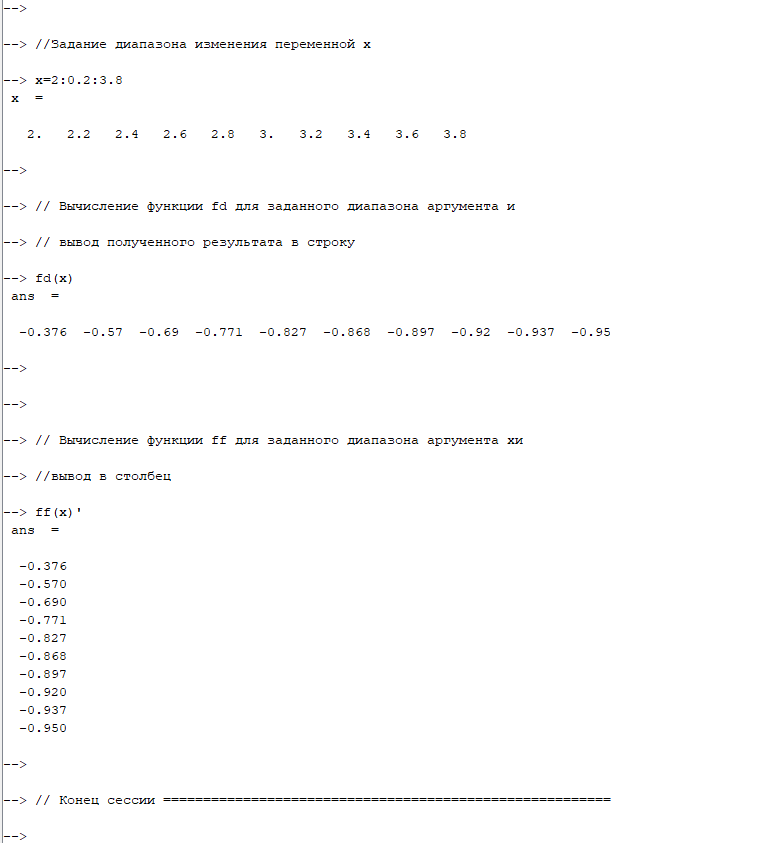 -->
--> //Задание диапазона изменения переменной x
--> x=2:0.2:3.8
x  =
2.   2.2   2.4   2.6   2.8   3.   3.2   3.4   3.6   3.8
-->
--> // Вычисление функции fd для заданного диапазона аргумента и
--> // вывод полученного результата в строку
--> fd(x)
ans  =
-0.376  -0.57  -0.69  -0.771  -0.827  -0.868  -0.897  -0.92  -0.937  -0.95
-->
-->
--> // Вычисление функции ff для заданного диапазона аргумента xи
--> //вывод в столбец
--> ff(x)'
ans  =
-0.376
-0.570
-0.690
-0.771
-0.827
-0.868
-0.897
-0.920
-0.937
-0.950
-->
--> // Конец сессии ========================================================
-->